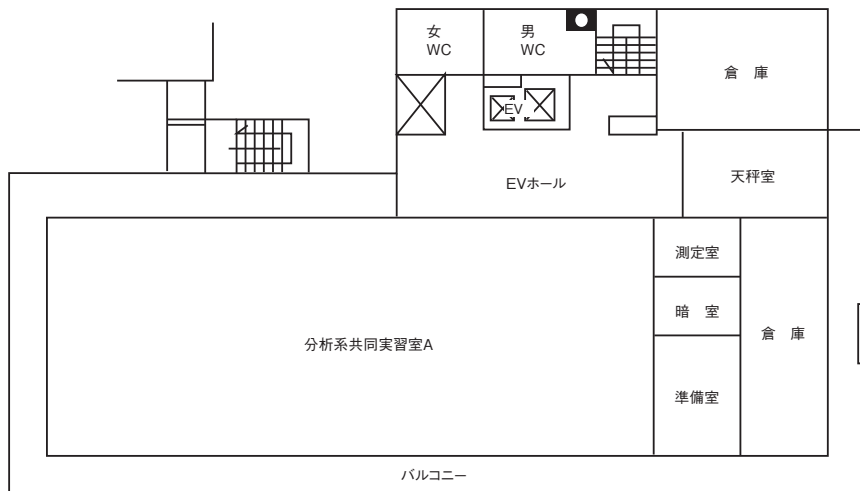 女
WC
男
WC
倉　庫
EV
天秤室
EVホール
測定室
暗　室
倉　庫
分析系共同実習室A
準備室
バルコニー